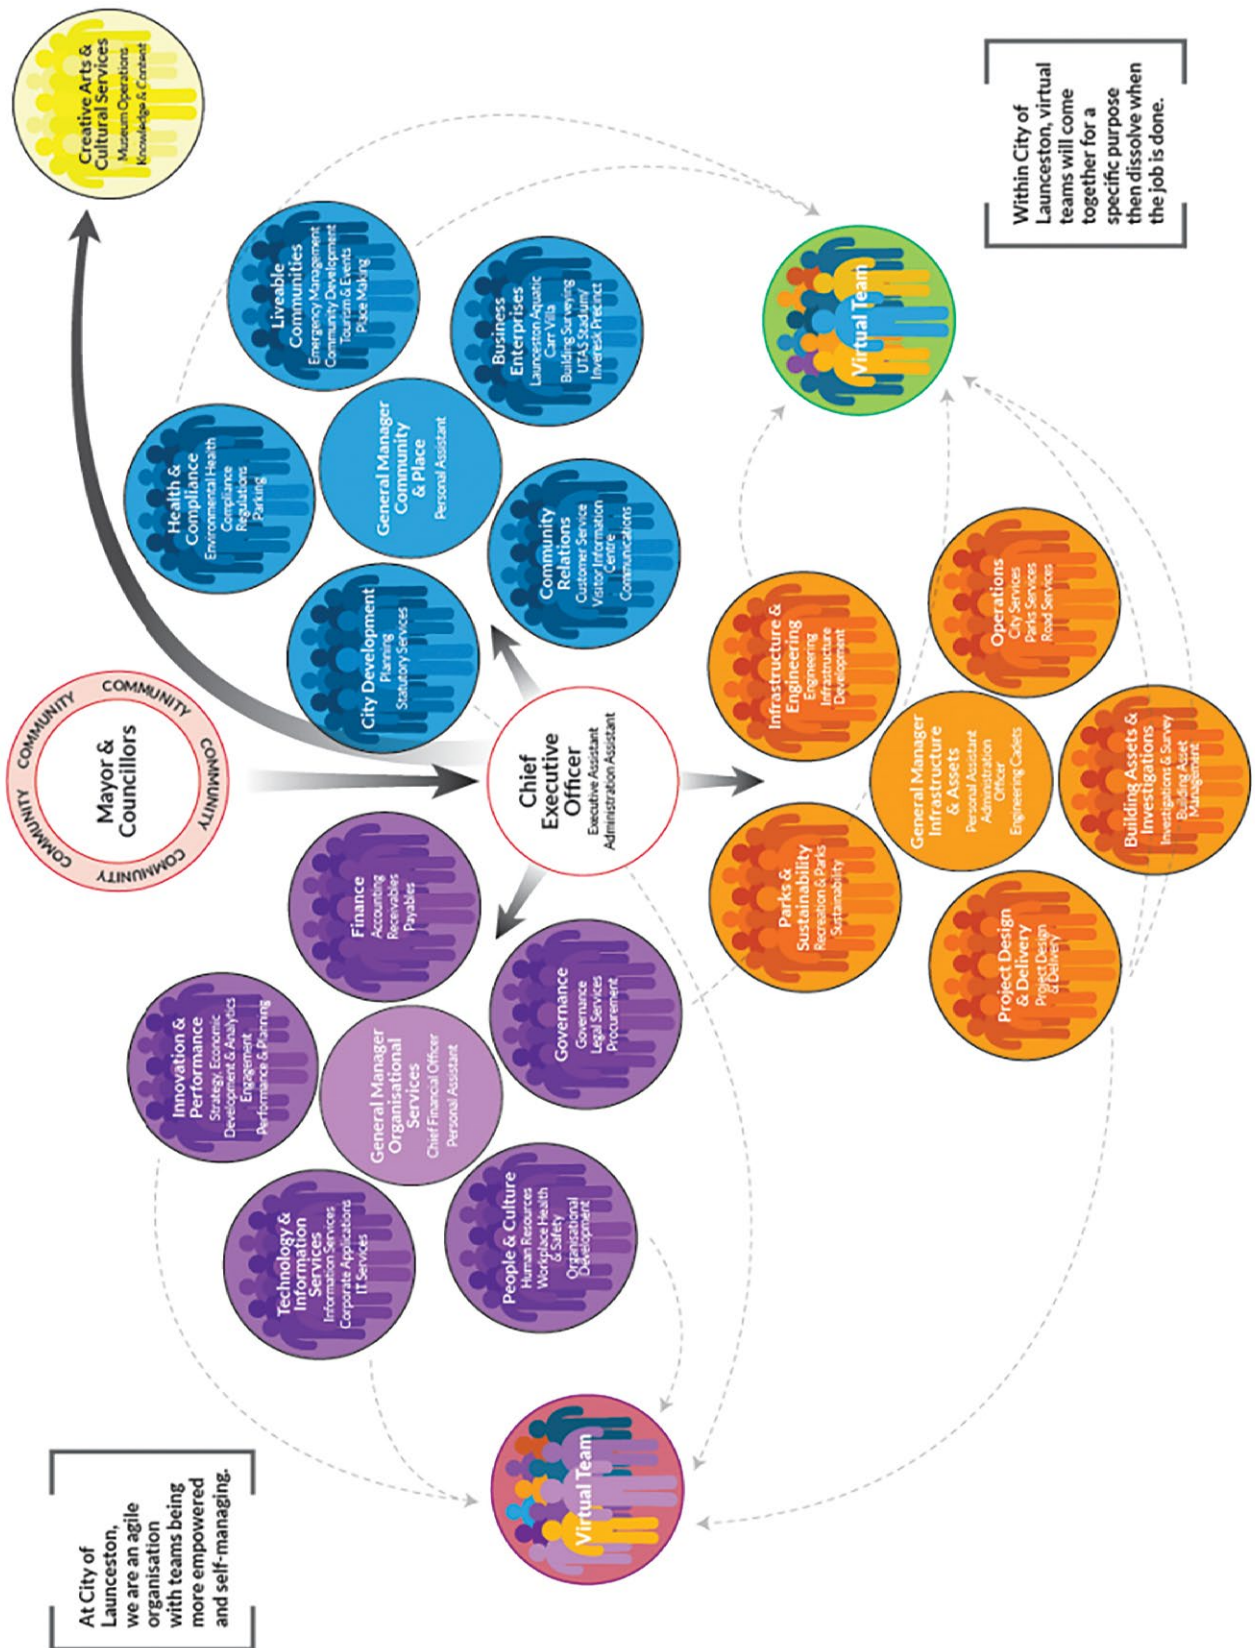 At City of
Launceston,
we are an agile
organisation
with teams being
more empowered
and self-managing.
COMMUNITY
COMMUNITY
COMMUNITY
COMMUNITY
COMMUNITY
COMMUNITY
Mayor &
Councillors
Creative Arts &
Cultural Services
Museum Operations
Knowledge & Content
Chief
Executive
Officer
Executive Assistant
Administration Assistant
Innovation &
Performance
Strategy, Economic
Development & Analytics
Engagement
Performance & Planning
Technology &
Information
Services
Information Services
Corporate Applications
IT Services
Finance
Accounting
Receivables
Payables
General Manager
Organisational
Services
Chief Financial Officer
Personal Assistant
People & Culture
Human Resources
Workplace Health
& Safety
Organisational
Development
Governance
Governance
Legal Services
Procurement
Health &
Compliance
Environmental Health
Compliance
Regulations
Parking
City Development
Planning
Statutory Services
Liveable
Communities
Emergency Management
Community Development
Tourism & Events
Place Making
General Manager
Community
& Place
Personal Assistant
Community
Relations
Customer Service
Visitor Information
Centre
Communications
Business
Enterprises
Launceston Aquatic
Carr Villa
Building Surveying
UTAS Stadium/
Inveresk Precinct
Virtual Team
Parks &
Sustainability
Recreation & Parks
Sustainability
Infrastructure &
Engineering
Engineering
Infrastructure
Development
General Manager
Infrastructure
& Assets
Personal Assistant
Administration
Officer
Engineering Cadets
Project Design
& Delivery
Project Design
& Delivery
Operations
City Services
Parks Services
Road Services
Building Assets &
Investigations
Investigations & Survey
Building Asset
Management
Virtual Team
Within City of
Launceston, virtual
teams will come
together for a
specific purpose
then dissolve when
the job is done.